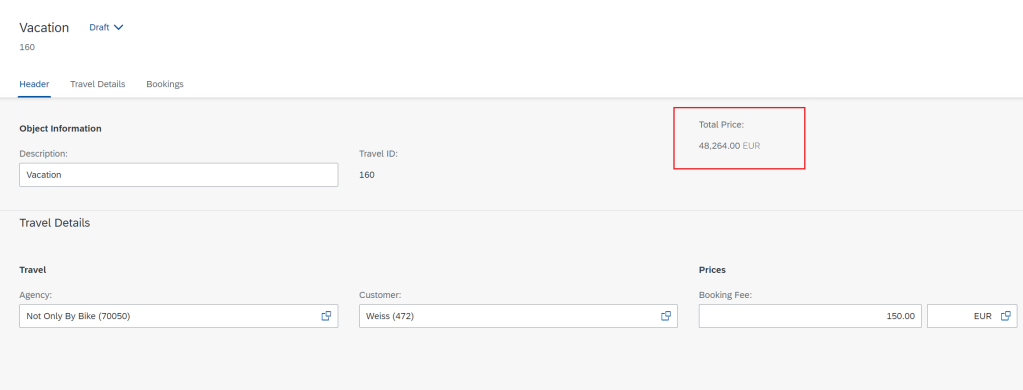 Vacation Draft
160
Header Travel Details Bookings
Object Information
Total Price:
48,264.00 EUR
Description: Travel ID:
Vacation 160
Travel Details
Travel Prices
Agency: Customer: Booking Fee:
Not Only By Bike (70050) Weiss (472) 150.00 EUR